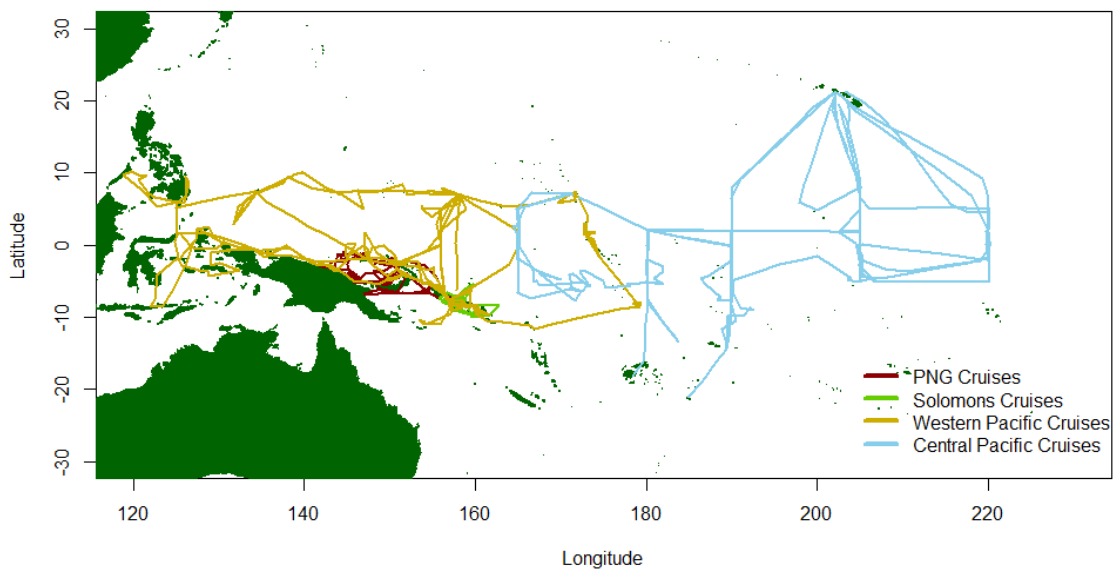 30
20
10
0
-10
-20
-30
Latitude
PNG Cruises
Solomons Cruises
Western Pacific Cruises
Central Pacific Cruises
120 140 160 180 200 220
Longitude